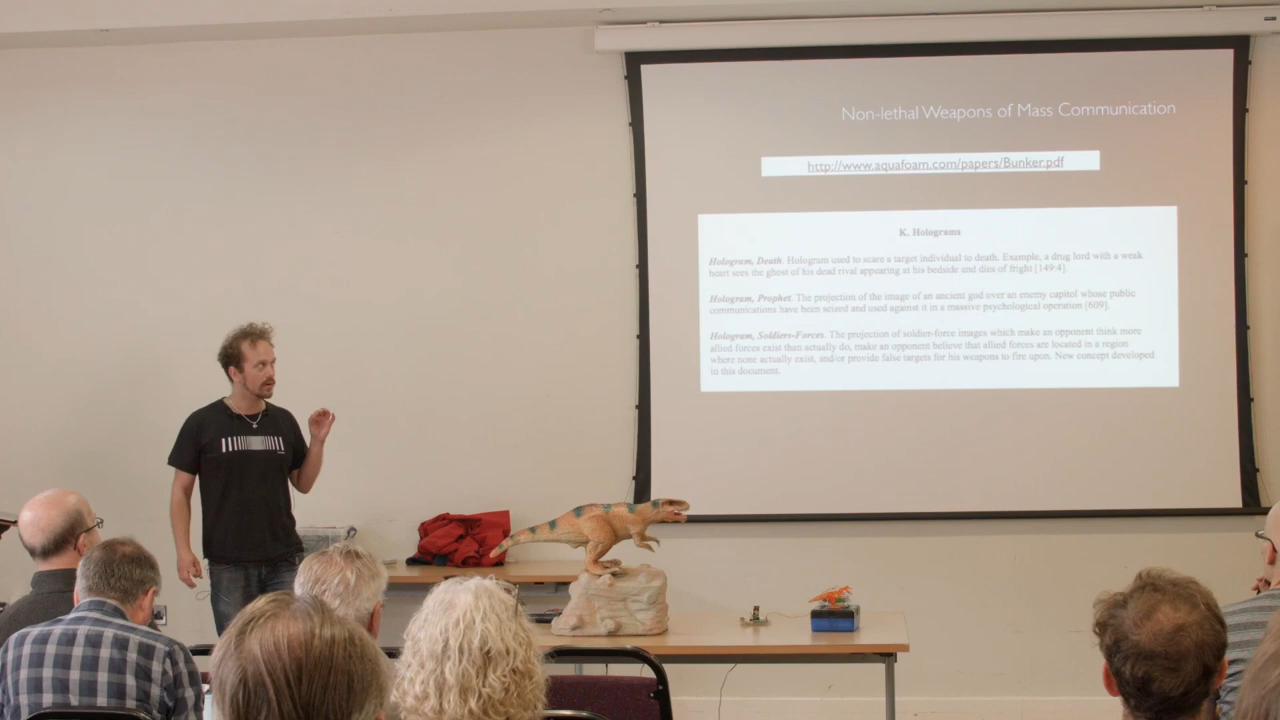 Non-lethal Weapons of Mass Communication
http://www.aquafoam.com/papers/Bunker.pdf
K. Holograms
Hologram, Death. Hologram used to scare a target individual to death. Example, a drug lord with a weak
heart sees the ghost of his dead rival appearing at his bedside and dies of fright [149:4].
Hologram, Prophet. The projection of the image of an ancient god over an enemy capitol whose public
communications have been seized and used against it in a massive psychological operation [609].
Hologram, Soldiers-Forces. The projection of soldier-force images which make an opponent think more
allied forces exist than actually do, make an opponent believe that allied forces are located in a region
where none actually exist, and/or provide false targets for his weapons to fire upon. New concept developed
in this document.